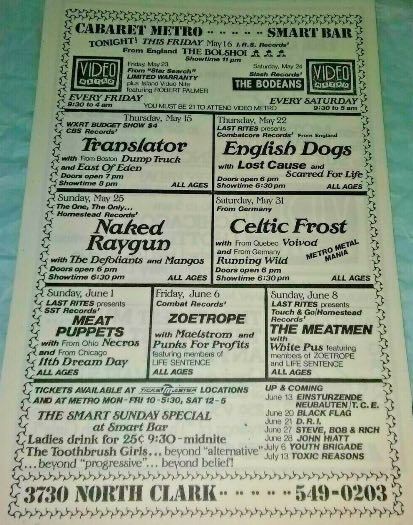 CABARET METRO SMART BAR
TONIGHT! THIS FRIDAY May 16 I.R.S. Records'
From England THE BOLSHOI
Showtime 11 pm
VIDEO METRO
Friday, May 23
From "Star Search"
LIMITED WARRANTY
plus Island Video
featuring ROBERT PALMER
Saturday, May 24
Slash Records'
THE BODEANS
VIDEO METRO
EVERY FRIDAY
9:30 to 4 am
YOU MUST BE 21 TO ATTEND VIDEO METRO
EVERY SATURDAY
9:30 to 5 am
Thursday, May 15
WXRT BUDGET SHOW $4
CBS Records'
Translator
with From Boston Dump Truck
and East Of Eden
Doors open 7 pm
Showtime 8 pm ALL AGES
Thursday, May 22
LAST RITES presents
Combatcore Records' From England
English Dogs
with Lost Cause and
Scarred For Life
Doors open 6 pm
Showtime 6:30 pm ALL AGES
Sunday, May 25
The One, The Only...
Homestead Records'
Naked
Raygun
with The Defoliants and Mangos
Doors open 6 pm
Showtime 6:30 pm ALL AGES
Saturday, May 31
From Germany
Celtic Frost
with From Quebec Voivod
and From Germany
Running Wild
METRO METAL
MANIA
Doors open 6 pm
Showtime 6:30 pm ALL AGES
Sunday, June 1
LAST RITES presents
SST Records'
MEAT
PUPPETS
with From Ohio Necros
and From Chicago
11th Dream Day
ALL AGES
Friday, June 6
Combat Records'
ZOETROPE
with Maelstrom and
Punks For Profits
featuring members of
LIFE SENTENCE
ALL AGES
Sunday, June 8
LAST RITES presents
Touch & Go/Homestead
Records'
THE MEATMEN
with
White Pus featuring
members of ZOETROPE
and LIFE SENTENCE
ALL AGES
TICKETS AVAILABLE AT TICKETMASTER LOCATIONS
AND AT METRO MON - FRI 10-5:30, SAT 12-5
THE SMART SUNDAY SPECIAL
at Smart Bar
Ladies drink for 25¢ 9:30-midnite
The Toothbrush Girls... beyond "alternative"
...beyond "progressive"... beyond belief!
UP & COMING
June 13 EINSTURZENDE
NEUBAUTEN/T.C.E.
June 20 BLACK FLAG
June 21 D.R.I.
June 27 STEVE, BOB & RICH
June 28 JOHN HIATT
July 6 YOUTH BRIGADE
July 13 TOXIC REASONS
3730 NORTH CLARK 549-0203